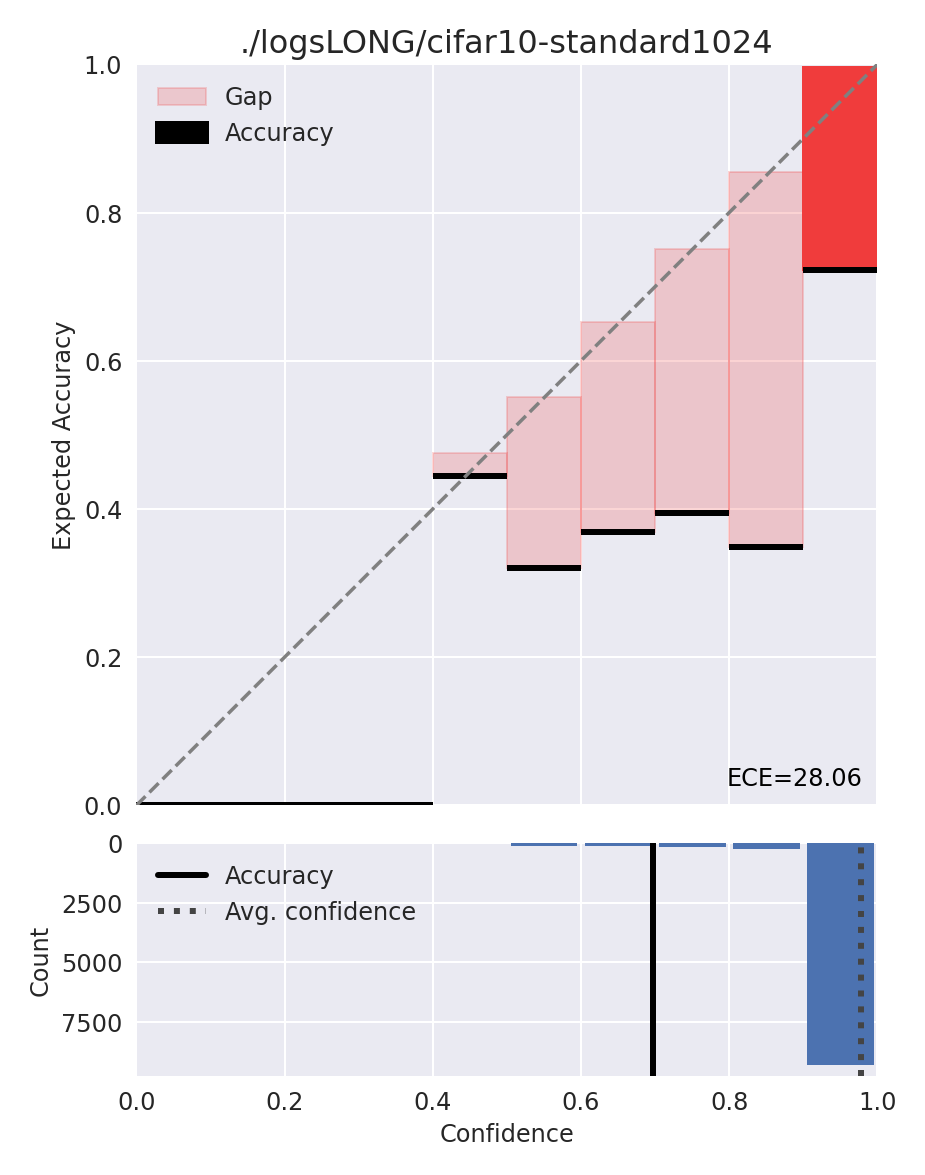 ./logsLONG/cifar10-standard1024
1.0
Gap
Accuracy
0.8
0.6
Expected Accuracy
0.4
0.2
ECE=28.06
0.0
0
Accuracy
2500
Avg. confidence
Count
5000
7500
0.0 0.2 0.4 0.6 0.8 1.0
Confidence